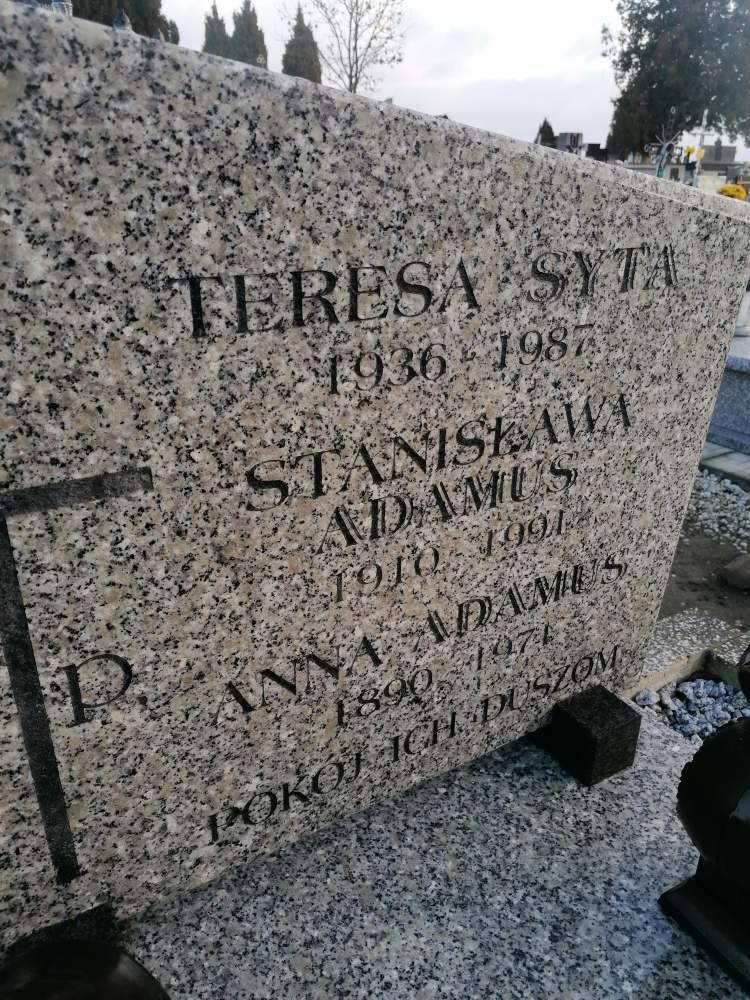 TERESA SYTA
1936 - 1987
STANISŁAWA
ADAMUS
1910 - 1991
P. ANNA ADAMUS
1890 - 1971
POKÓJ ICH DUSZOM